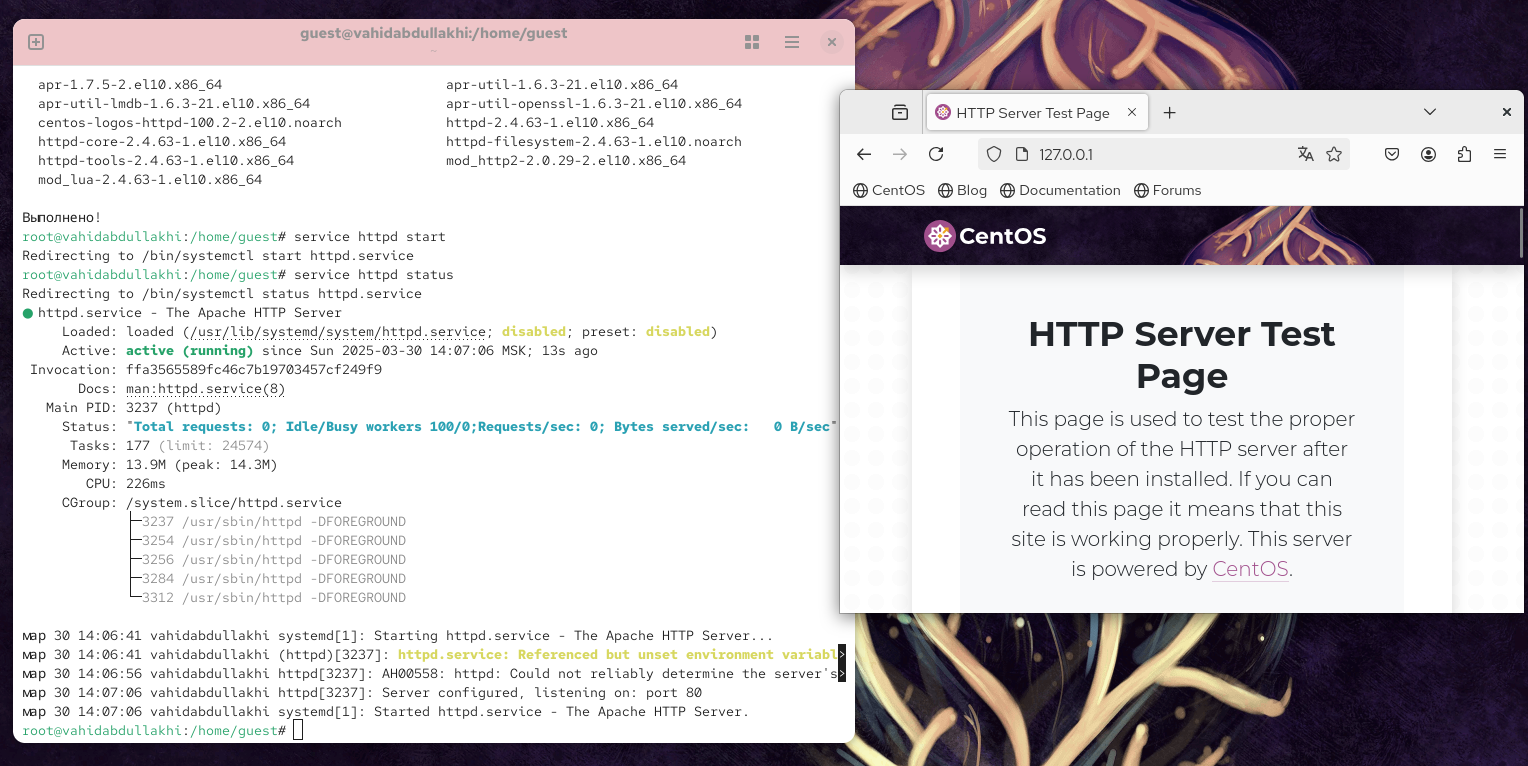 guest@vahidabdullakhi:/home/guest
~
apr-1.7.5-2.el10.x86_64 apr-util-1.6.3-21.el10.x86_64
apr-util-lmdb-1.6.3-21.el10.x86_64 apr-util-openssl-1.6.3-21.el10.x86_64
centos-logos-httpd-100.2-2.el10.noarch httpd-2.4.63-1.el10.x86_64
httpd-core-2.4.63-1.el10.x86_64 httpd-filesystem-2.4.63-1.el10.noarch
httpd-tools-2.4.63-1.el10.x86_64 mod_http2-2.0.29-2.el10.x86_64
mod_lua-2.4.63-1.el10.x86_64
Выполнено!
root@vahidabdullakhi:/home/guest# service httpd start
Redirecting to /bin/systemctl start httpd.service
root@vahidabdullakhi:/home/guest# service httpd status
Redirecting to /bin/systemctl status httpd.service
● httpd.service - The Apache HTTP Server
Loaded: loaded (/usr/lib/systemd/system/httpd.service; disabled; preset: disabled)
Active: active (running) since Sun 2025-03-30 14:07:06 MSK; 13s ago
Invocation: ffa3565589fc46c7b19703457cf249f9
Docs: man:httpd.service(8)
Main PID: 3237 (httpd)
Status: "Total requests: 0; Idle/Busy workers 100/0;Requests/sec: 0; Bytes served/sec:   0 B/sec"
Tasks: 177 (limit: 24574)
Memory: 13.9M (peak: 14.3M)
CPU: 226ms
CGroup: /system.slice/httpd.service
├─3237 /usr/sbin/httpd -DFOREGROUND
├─3254 /usr/sbin/httpd -DFOREGROUND
├─3256 /usr/sbin/httpd -DFOREGROUND
├─3284 /usr/sbin/httpd -DFOREGROUND
└─3312 /usr/sbin/httpd -DFOREGROUND
мар 30 14:06:41 vahidabdullakhi systemd[1]: Starting httpd.service - The Apache HTTP Server...
мар 30 14:06:41 vahidabdullakhi (httpd)[3237]: httpd.service: Referenced but unset environment variabl>
мар 30 14:06:56 vahidabdullakhi httpd[3237]: AH00558: httpd: Could not reliably determine the server's>
мар 30 14:07:06 vahidabdullakhi httpd[3237]: Server configured, listening on: port 80
мар 30 14:07:06 vahidabdullakhi systemd[1]: Started httpd.service - The Apache HTTP Server.
root@vahidabdullakhi:/home/guest#
HTTP Server Test Page
127.0.0.1
CentOS Blog Documentation Forums
CentOS
HTTP Server Test
Page
This page is used to test the proper
operation of the HTTP server after
it has been installed. If you can
read this page it means that this
site is working properly. This server
is powered by CentOS.